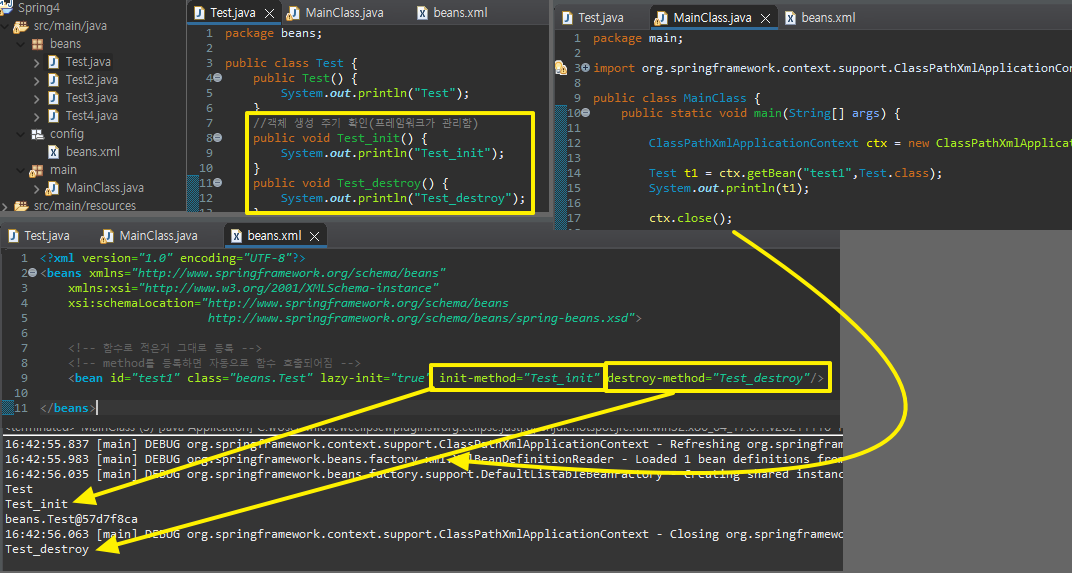 Spring4
src/main/java
beans
Test.java
Test2.java
Test3.java
Test4.java
config
beans.xml
main
MainClass.java
src/main/resources
Test.java
MainClass.java
beans.xml
1 package beans;
2
3 public class Test {
4 public Test() {
5 System.out.println("Test");
6 }
7 //객체 생성 주기 확인(프레임워크가 관리함)
8 public void Test_init() {
9 System.out.println("Test_init");
10 }
11 public void Test_destroy() {
12 System.out.println("Test_destroy");
Test.java
MainClass.java
beans.xml
1 package main;
2
3 import org.springframework.context.support.ClassPathXmlApplicationCo
8
9 public class MainClass {
10 public static void main(String[] args) {
11
12 ClassPathXmlApplicationContext ctx = new ClassPathXmlApplicat
13
14 Test t1 = ctx.getBean("test1",Test.class);
15 System.out.println(t1);
16
17 ctx.close();
Test.java
MainClass.java
beans.xml
1 <?xml version="1.0" encoding="UTF-8"?>
2 <beans xmlns="http://www.springframework.org/schema/beans"
3 xmlns:xsi="http://www.w3.org/2001/XMLSchema-instance"
4 xsi:schemaLocation="http://www.springframework.org/schema/beans
5 http://www.springframework.org/schema/beans/spring-beans.xsd">
6
7 <!-- 함수로 적은거 그대로 등록 -->
8 <!-- method를 등록하면 자동으로 함수 호출되어짐 -->
9 <bean id="test1" class="beans.Test" lazy-init="true" init-method="Test_init" destroy-method="Test_destroy"/>
10
11 </beans>
16:42:55.837 [main] DEBUG org.springframework.context.support.ClassPathXmlApplicationContext - Refreshing org.springfram
16:42:55.983 [main] DEBUG org.springframework.beans.factory.xml.XmlBeanDefinitionReader - Loaded 1 bean definitions from
16:42:56.035 [main] DEBUG org.springframework.beans.factory.support.DefaultListableBeanFactory - Creating shared instanc
Test
Test_init
beans.Test@57d7f8ca
16:42:56.063 [main] DEBUG org.springframework.context.support.ClassPathXmlApplicationContext - Closing org.springframewo
Test_destroy